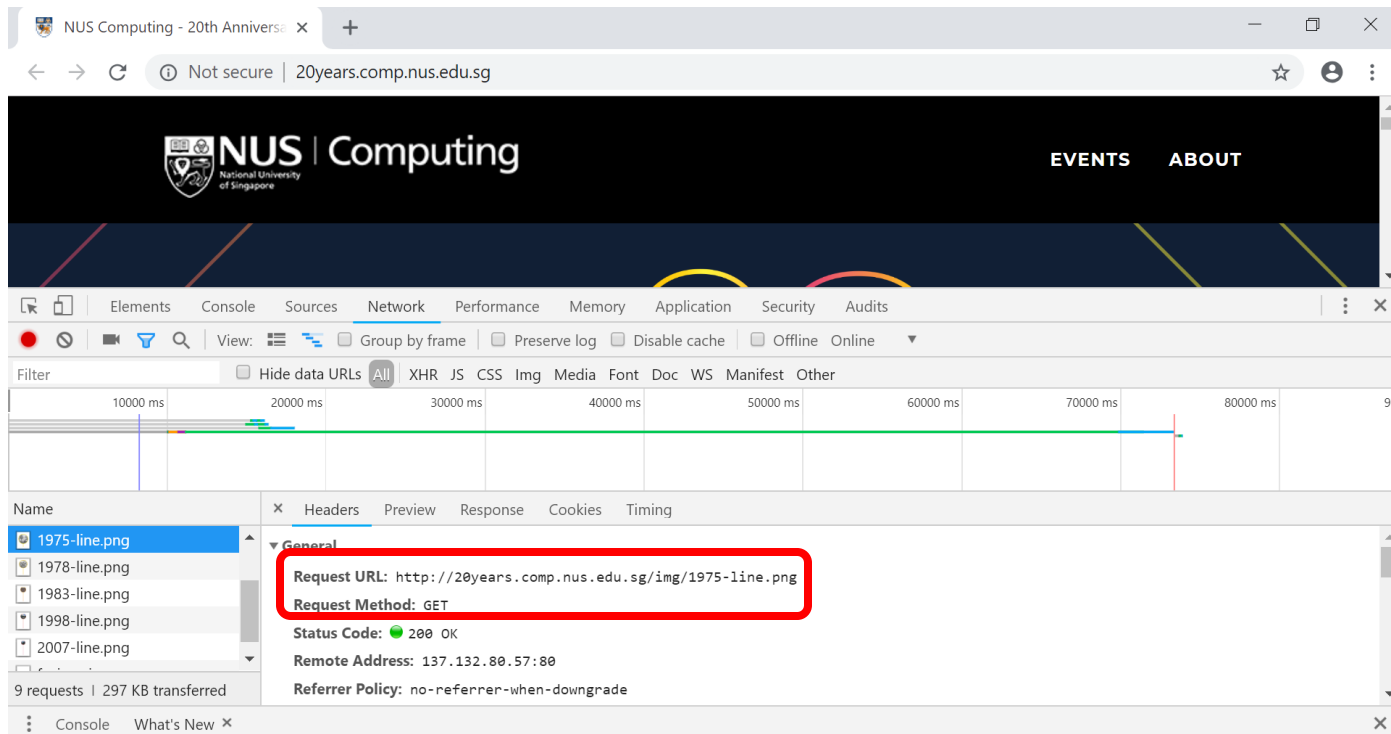 NUS Computing - 20th Annivers
Not secure | 20years.comp.nus.edu.sg
NUS | Computing
National University
of Singapore
EVENTS ABOUT
Elements Console Sources Network Performance Memory Application Security Audits
View: Group by frame Preserve log Disable cache Offline Online
Filter Hide data URLs All XHR JS CSS Img Media Font Doc WS Manifest Other
10000 ms 20000 ms 30000 ms 40000 ms 50000 ms 60000 ms 70000 ms 80000 ms 9
Name × Headers Preview Response Cookies Timing
1975-line.png
1978-line.png
1983-line.png
1998-line.png
2007-line.png
9 requests | 297 KB transferred
General
Request URL: http://20years.comp.nus.edu.sg/img/1975-line.png
Request Method: GET
Status Code: 200 OK
Remote Address: 137.132.80.57:80
Referrer Policy: no-referrer-when-downgrade
Console What's New ×